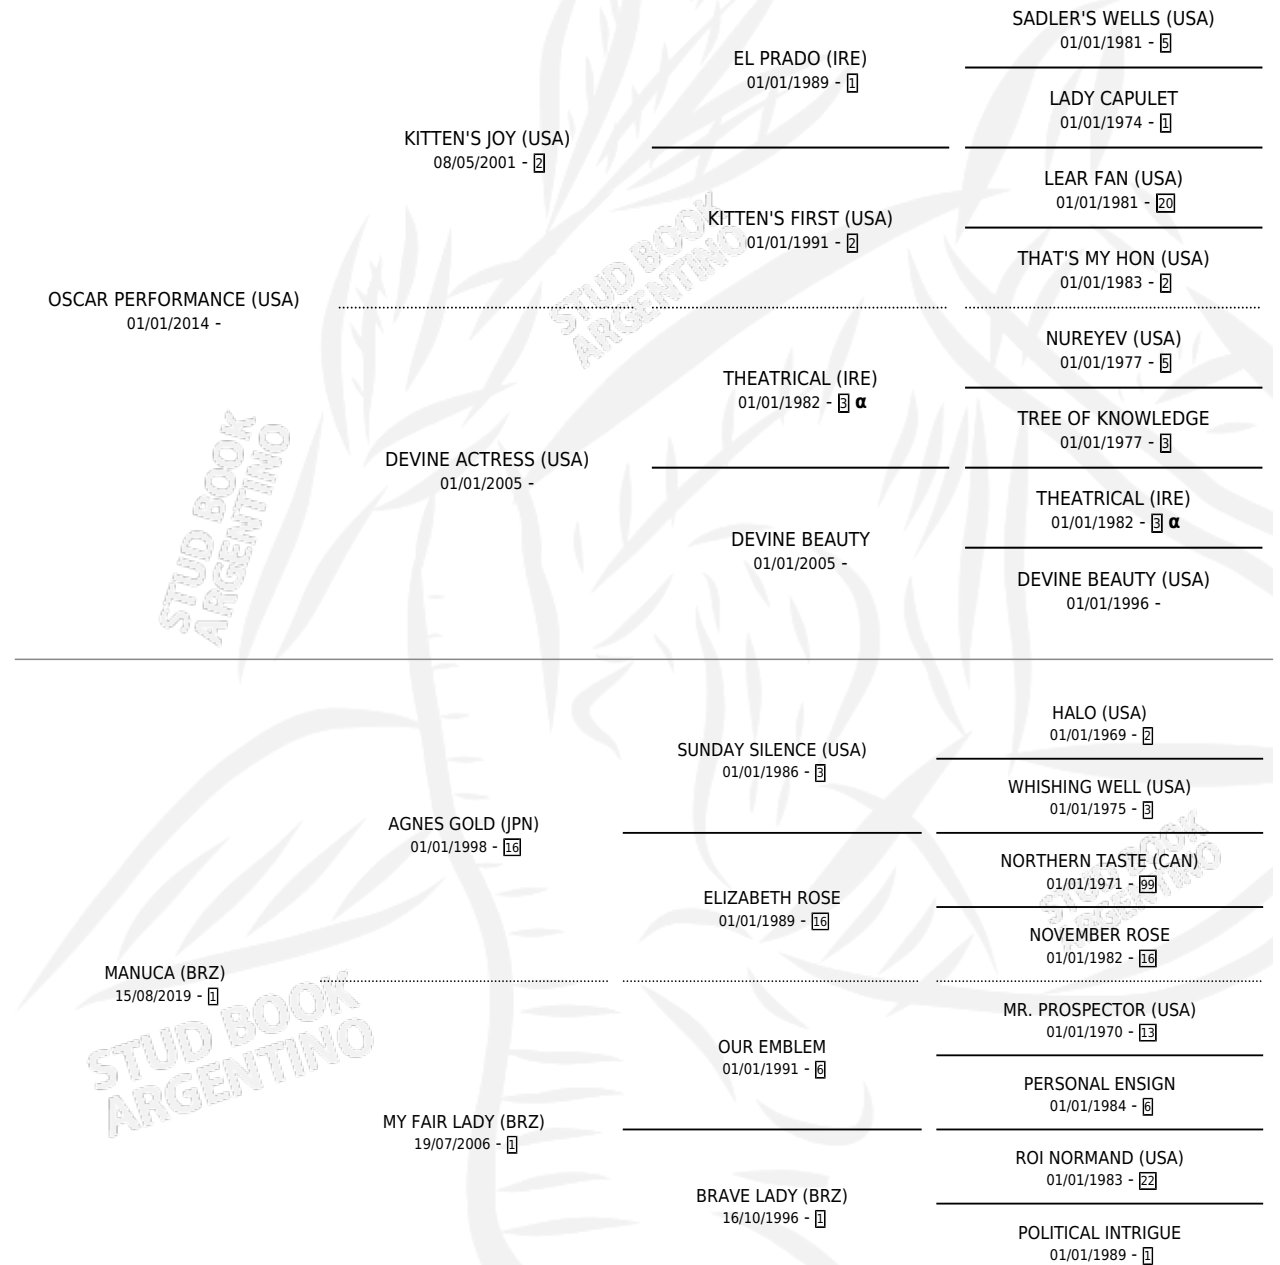 SADLER'S WELLS (USA)
01/01/1981 - 5
EL PRADO (IRE)
01/01/1989 - 1
LADY CAPULET
01/01/1974 - 1
KITTEN'S JOY (USA)
08/05/2001 - 2
LEAR FAN (USA)
01/01/1981 - 20
KITTEN'S FIRST (USA)
01/01/1991 - 2
THAT'S MY HON (USA)
01/01/1983 - 2
STUD BOOK
ARGENTINO
OSCAR PERFORMANCE (USA)
01/01/2014 -
NUREYEV (USA)
01/01/1977 - 5
THEATRICAL (IRE)
01/01/1982 - 3 α
TREE OF KNOWLEDGE
01/01/1977 - 3
DEVINE ACTRESS (USA)
01/01/2005 -
THEATRICAL (IRE)
01/01/1982 - 3 α
DEVINE BEAUTY
01/01/2005 -
DEVINE BEAUTY (USA)
01/01/1996 -
STUD BOOK
ARGENTINO
HALO (USA)
01/01/1969 - 2
SUNDAY SILENCE (USA)
01/01/1986 - 3
WHISHING WELL (USA)
01/01/1975 - 3
AGNES GOLD (JPN)
01/01/1998 - 16
NORTHERN TASTE (CAN)
01/01/1971 - 99
ELIZABETH ROSE
01/01/1989 - 16
NOVEMBER ROSE
01/01/1982 - 16
STUD BOOK
ARGENTINO
MANUCA (BRZ)
15/08/2019 - 1
MR. PROSPECTOR (USA)
01/01/1970 - 13
OUR EMBLEM
01/01/1991 - 6
PERSONAL ENSIGN
01/01/1984 - 6
MY FAIR LADY (BRZ)
19/07/2006 - 1
ROI NORMAND (USA)
01/01/1983 - 22
BRAVE LADY (BRZ)
16/10/1996 - 1
POLITICAL INTRIGUE
01/01/1989 - 1
STUD BOOK
ARGENTINO